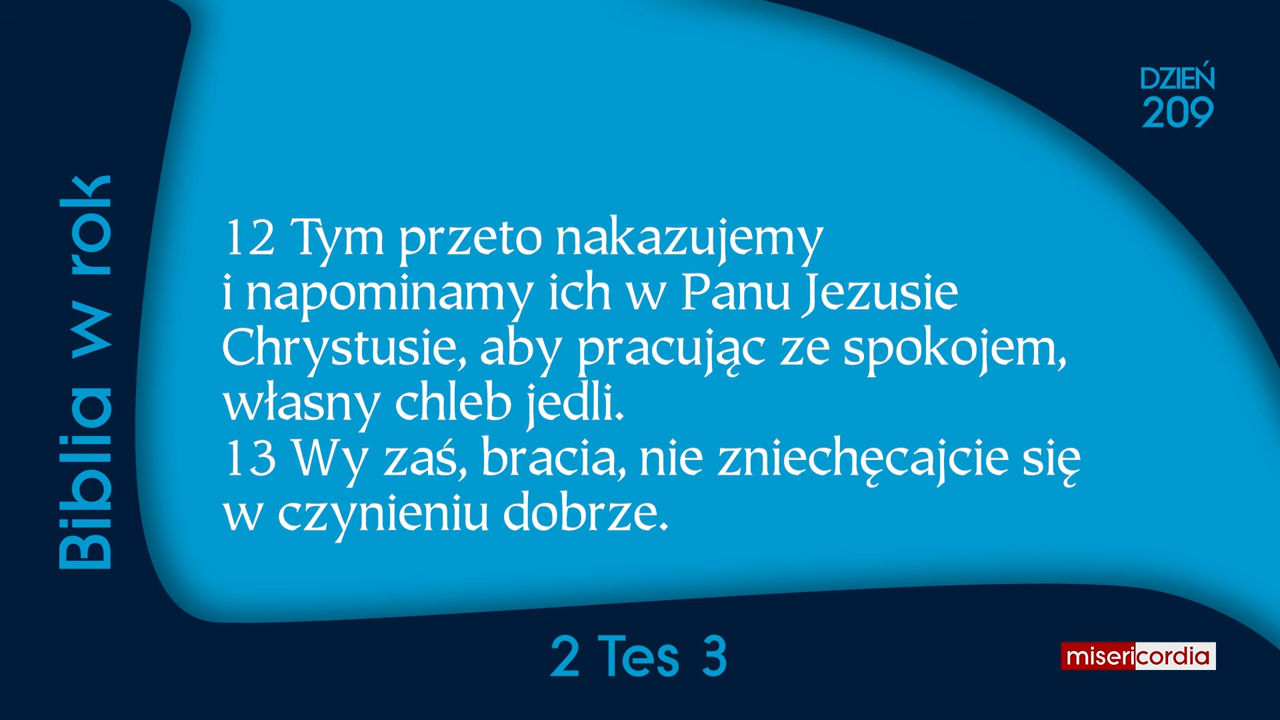 DZIEŃ
209
Biblia w rok
12 Tym przeto nakazujemy
i napominamy ich w Panu Jezusie
Chrystusie, aby pracując ze spokojem,
własny chleb jedli.
13 Wy zaś, bracia, nie zniechęcajcie się
w czynieniu dobrze.
2 Tes 3
misericordia